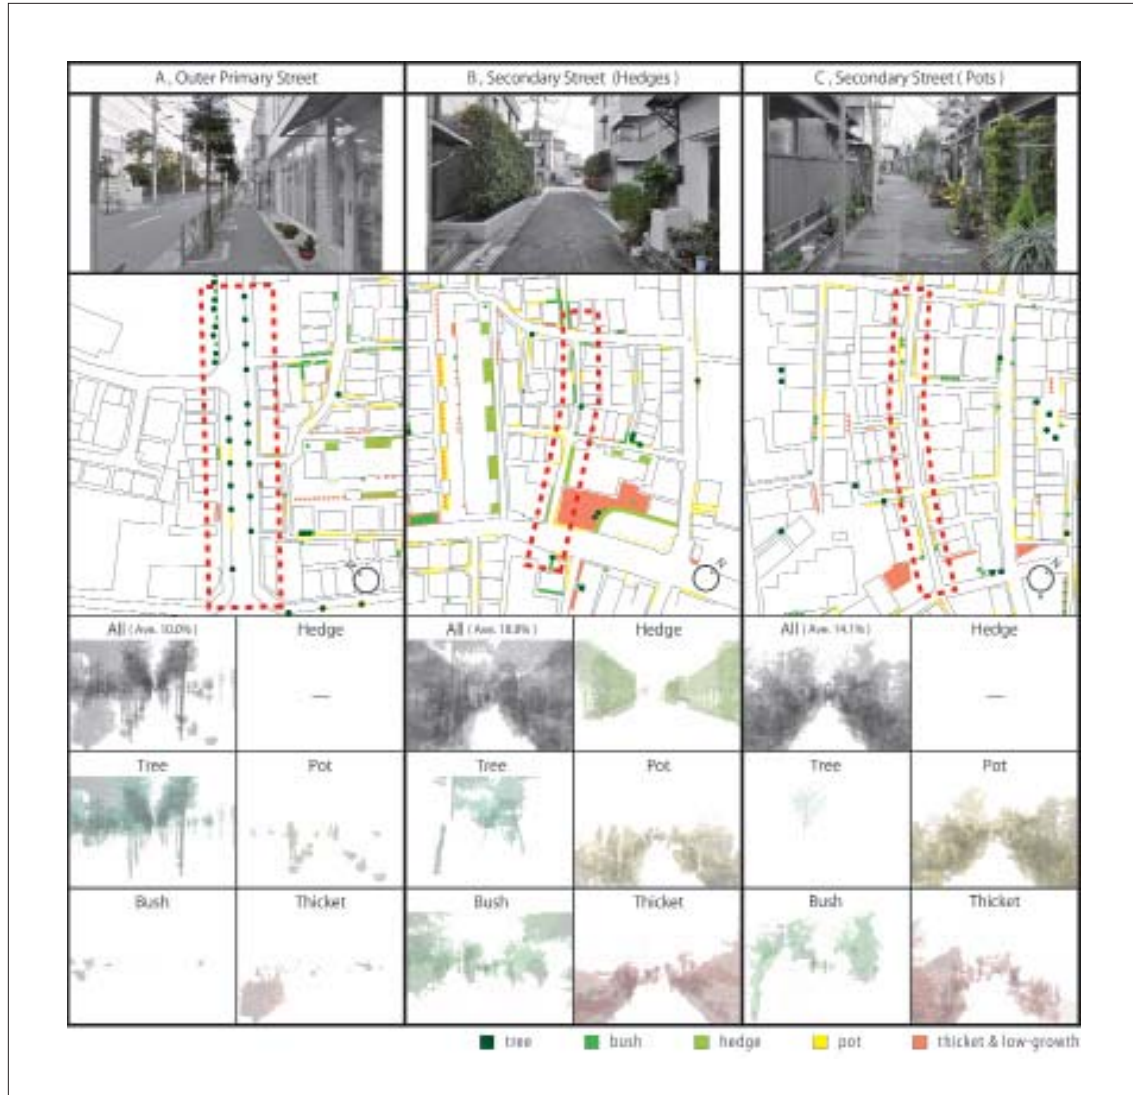 A , Outer Primary Street
B , Secondary Street (Hedges )
C , Secondary Street ( Pots )
N
N
N
All ( Ave. 10.0% )
Hedge
All ( Ave. 18.8% )
Hedge
All ( Ave. 14.1% )
Hedge
Tree
Pot
Tree
Pot
Tree
Pot
Bush
Thicket
Bush
Thicket
Bush
Thicket
tree
bush
hedge
pot
thicket & low-growth